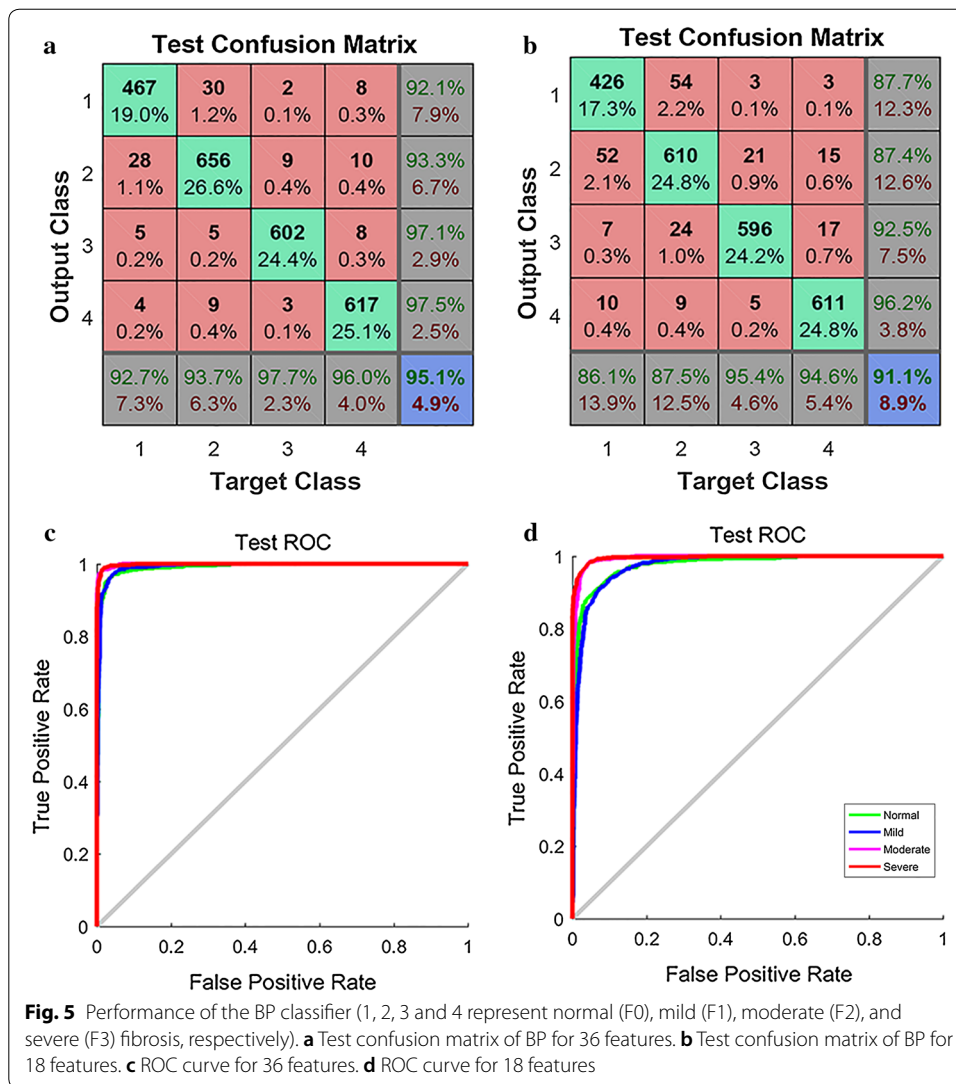 a
Test Confusion Matrix
467 30 2 8 92.1%
19.0% 1.2% 0.1% 0.3% 7.9%
1
28 656 9 10 93.3%
1.1% 26.6% 0.4% 0.4% 6.7%
2
5 5 602 8 97.1%
0.2% 0.2% 24.4% 0.3% 2.9%
3
4 9 3 617 97.5%
0.2% 0.4% 0.1% 25.1% 2.5%
4
92.7% 93.7% 97.7% 96.0% 95.1%
7.3% 6.3% 2.3% 4.0% 4.9%
1 2 3 4
Target Class
Output Class
b
Test Confusion Matrix
426 54 3 3 87.7%
17.3% 2.2% 0.1% 0.1% 12.3%
1
52 610 21 15 87.4%
2.1% 24.8% 0.9% 0.6% 12.6%
2
7 24 596 17 92.5%
0.3% 1.0% 24.2% 0.7% 7.5%
3
10 9 5 611 96.2%
0.4% 0.4% 0.2% 24.8% 3.8%
4
86.1% 87.5% 95.4% 94.6% 91.1%
13.9% 12.5% 4.6% 5.4% 8.9%
1 2 3 4
Target Class
Output Class
c
Test ROC
1
0.8
0.6
0.4
0.2
0
0 0.2 0.4 0.6 0.8 1
False Positive Rate
True Positive Rate
d
Test ROC
1
0.8
0.6
0.4
0.2
0
0 0.2 0.4 0.6 0.8 1
False Positive Rate
True Positive Rate
Normal
Mild
Moderate
Severe
Fig. 5 Performance of the BP classifier (1, 2, 3 and 4 represent normal (F0), mild (F1), moderate (F2), and
severe (F3) fibrosis, respectively). a Test confusion matrix of BP for 36 features. b Test confusion matrix of BP for
18 features. c ROC curve for 36 features. d ROC curve for 18 features